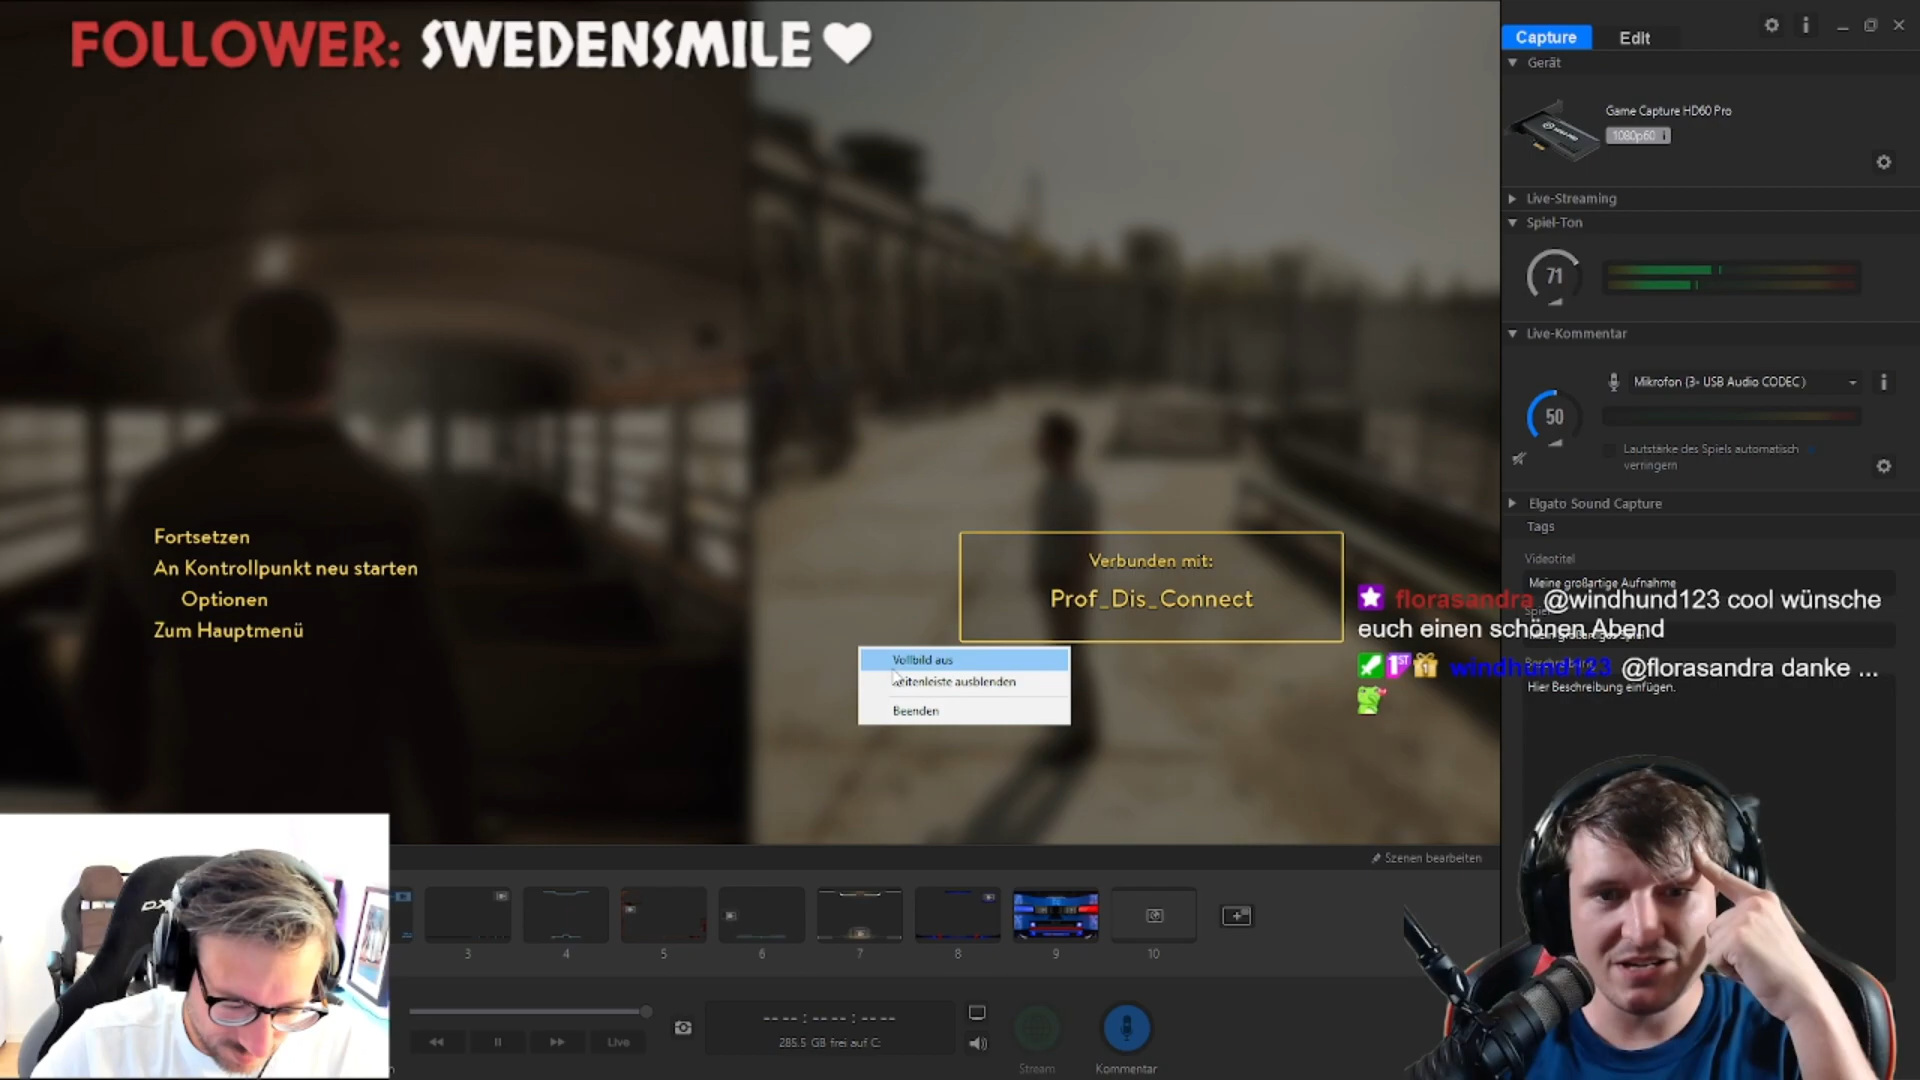 FOLLOWER: SWEDENSMILE
Capture
Edit
Gerät
Game Capture HD60 Pro
1080p60
Live-Streaming
Spiel-Ton
71
Live-Kommentar
Mikrofon (3- USB Audio CODEC )
50
Lautstärke des Spiels automatisch
verringern
Elgato Sound Capture
Tags
Videotitel
Meine großartige Aufnahme
florasandra @windhund123 cool wünsche
euch einen schönen Abend
windhund123 @florasandra danke ...
Hier Beschreibung einfügen.
Fortsetzen
An Kontrollpunkt neu starten
Optionen
Zum Hauptmenü
Verbunden mit:
Prof_Dis_Connect
Vollbild aus
Seitenleiste ausblenden
Beenden
Szenen bearbeiten
3 4 5 6 7 8 9 10
-- -- : -- -- : -- --
285.5 GB frei auf C:
Live
Stream
Kommentar